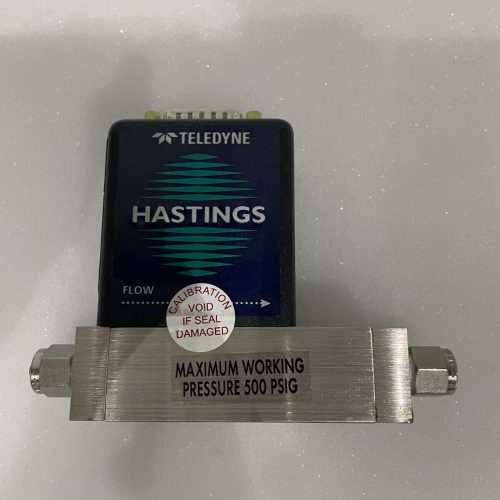 TELEDYNE
HASTINGS
FLOW
CALIBRATION
VOID
IF SEAL
DAMAGED
MAXIMUM WORKING
PRESSURE 500 PSIG